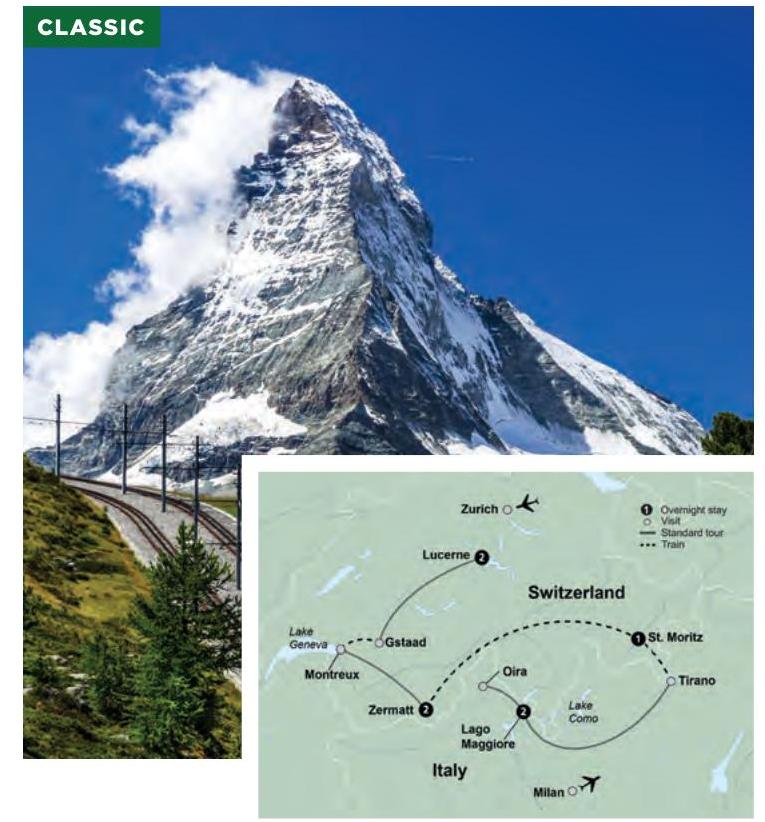 CLASSIC
Zurich
1 Overnight stay
Visit
Standard tour
Train
Lucerne 2
Switzerland
Lake
Geneva
Gstaad
1 St. Moritz
Montreux
Oira
Tirano
Zermatt 2
2
Lake
Como
Lago
Maggiore
Italy
Milan